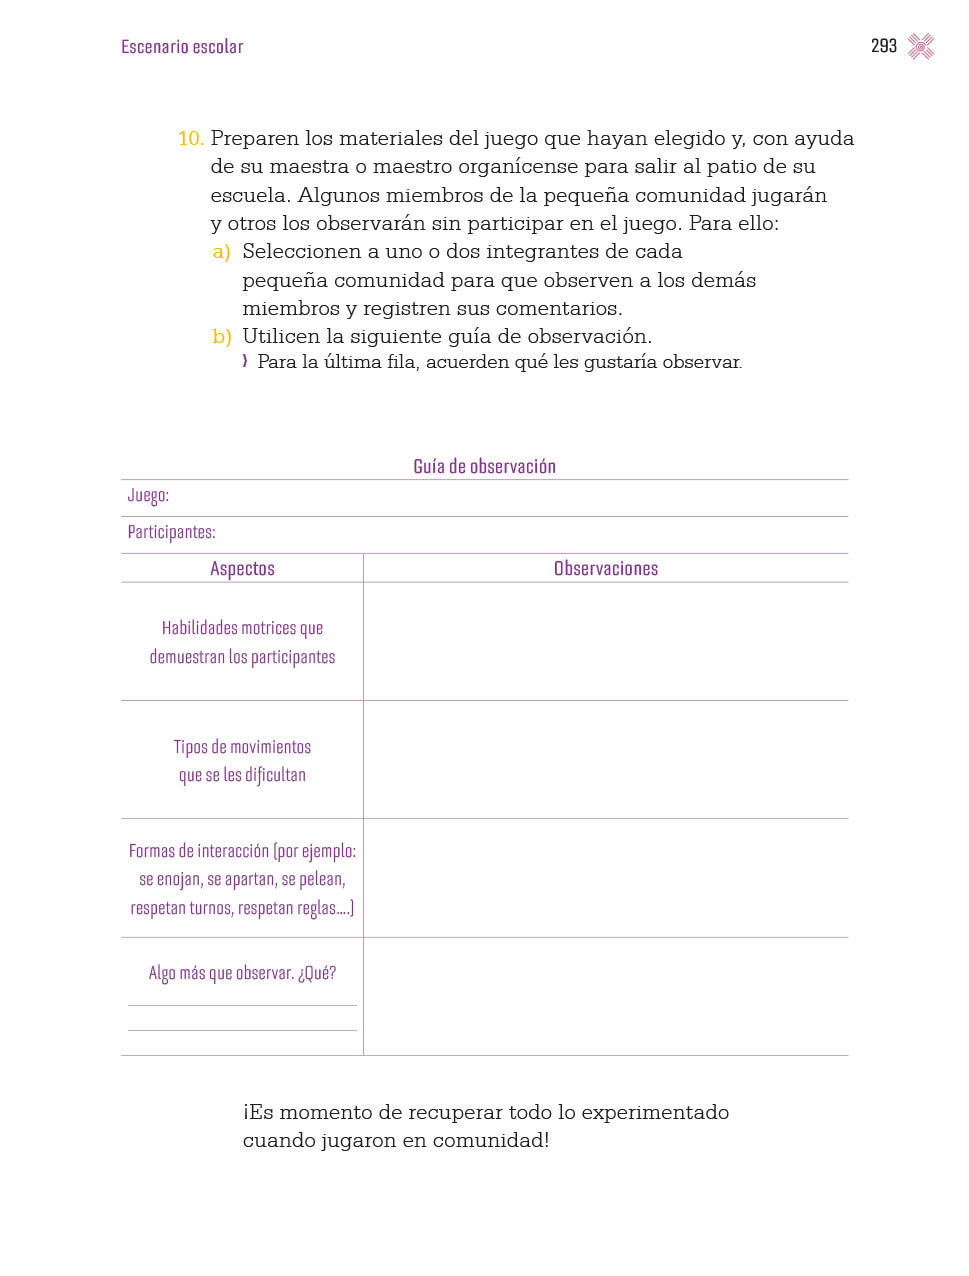 Escenario escolar
293
10. Preparen los materiales del juego que hayan elegido y, con ayuda
de su maestra o maestro organícense para salir al patio de su
escuela. Algunos miembros de la pequeña comunidad jugarán
y otros los observarán sin participar en el juego. Para ello:
a) Seleccionen a uno o dos integrantes de cada
pequeña comunidad para que observen a los demás
miembros y registren sus comentarios.
b) Utilicen la siguiente guía de observación.
⟩ Para la última fila, acuerden qué les gustaría observar.
Guía de observación
Juego:
Participantes:
Aspectos
Observaciones
Habilidades motrices que
demuestran los participantes
Tipos de movimientos
que se les dificultan
Formas de interacción (por ejemplo:
se enojan, se apartan, se pelean,
respetan turnos, respetan reglas….)
Algo más que observar. ¿Qué?
¡Es momento de recuperar todo lo experimentado
cuando jugaron en comunidad!